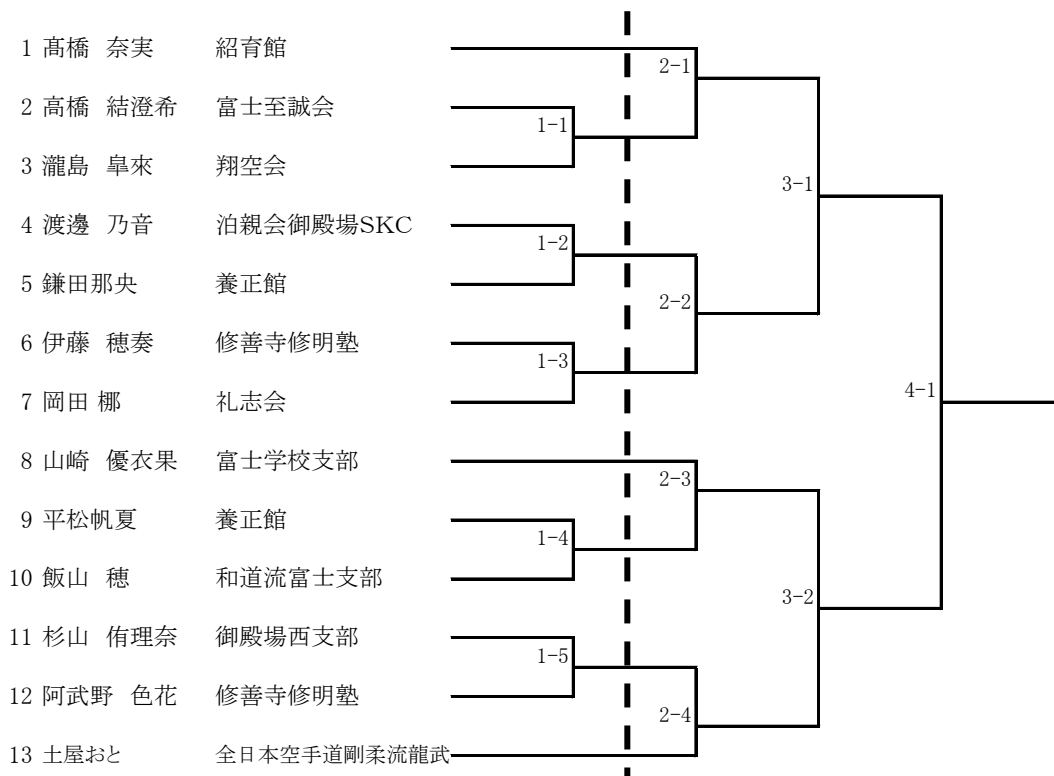 1 髙橋 奈実 紹育館
2-1
2 高橋 結澄希 富士至誠会
1-1
3 瀧島 皐來 翔空会
3-1
4 渡邊 乃音 泊親会御殿場SKC
1-2
5 鎌田那央 養正館
2-2
6 伊藤 穂奏 修善寺修明塾
1-3
7 岡田 梛 礼志会
4-1
8 山崎 優衣果 富士学校支部
2-3
9 平松帆夏 養正館
1-4
10 飯山 穂 和道流富士支部
3-2
11 杉山 侑理奈 御殿場西支部
1-5
12 阿武野 色花 修善寺修明塾
2-4
13 土屋おと 全日本空手道剛柔流龍武